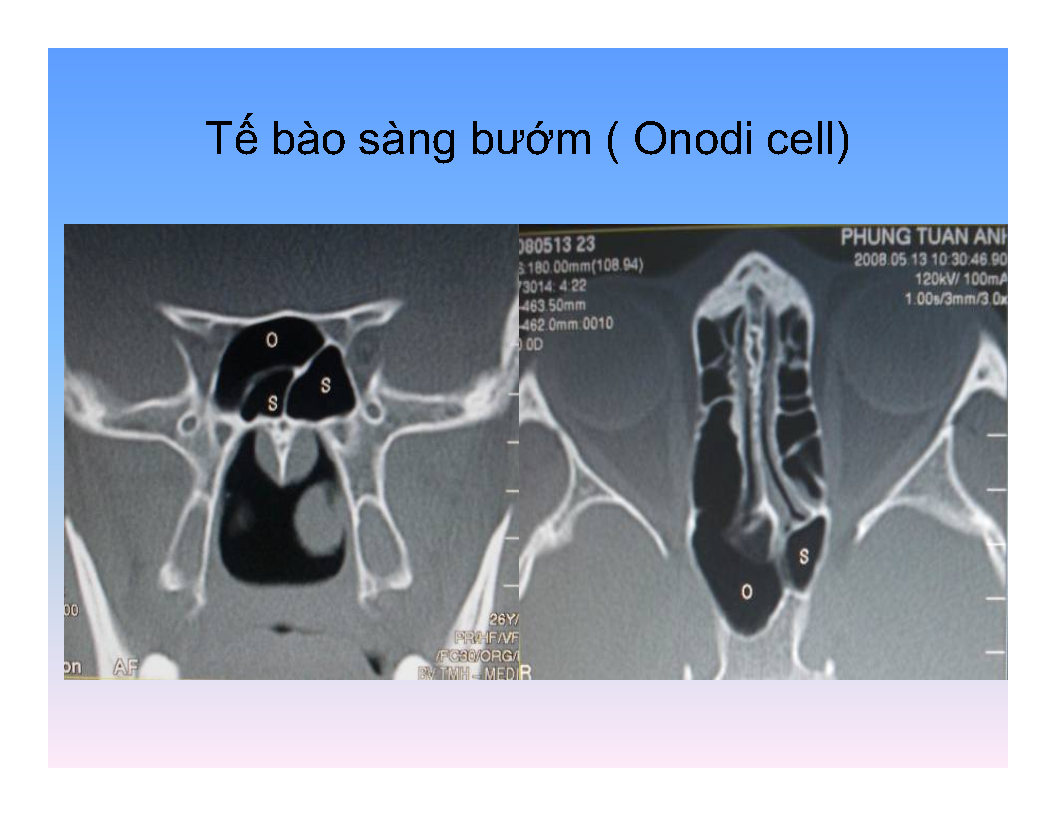 Tế bào sàng bướm ( Onodi cell)
O
S
S
00
on AF
26Y/
PR/HF/VF
/FC30/ORG/
BV TMH - MEDI
080513 23
180.00mm(108.94)
73014: 4:22
-463.50mm
-462.0mm:0010
0.0D
PHUNG TUAN ANH
2008.05.13 10:30:46.90
120kV/ 100mA
1.00s/3mm/3.0x
S
O
R